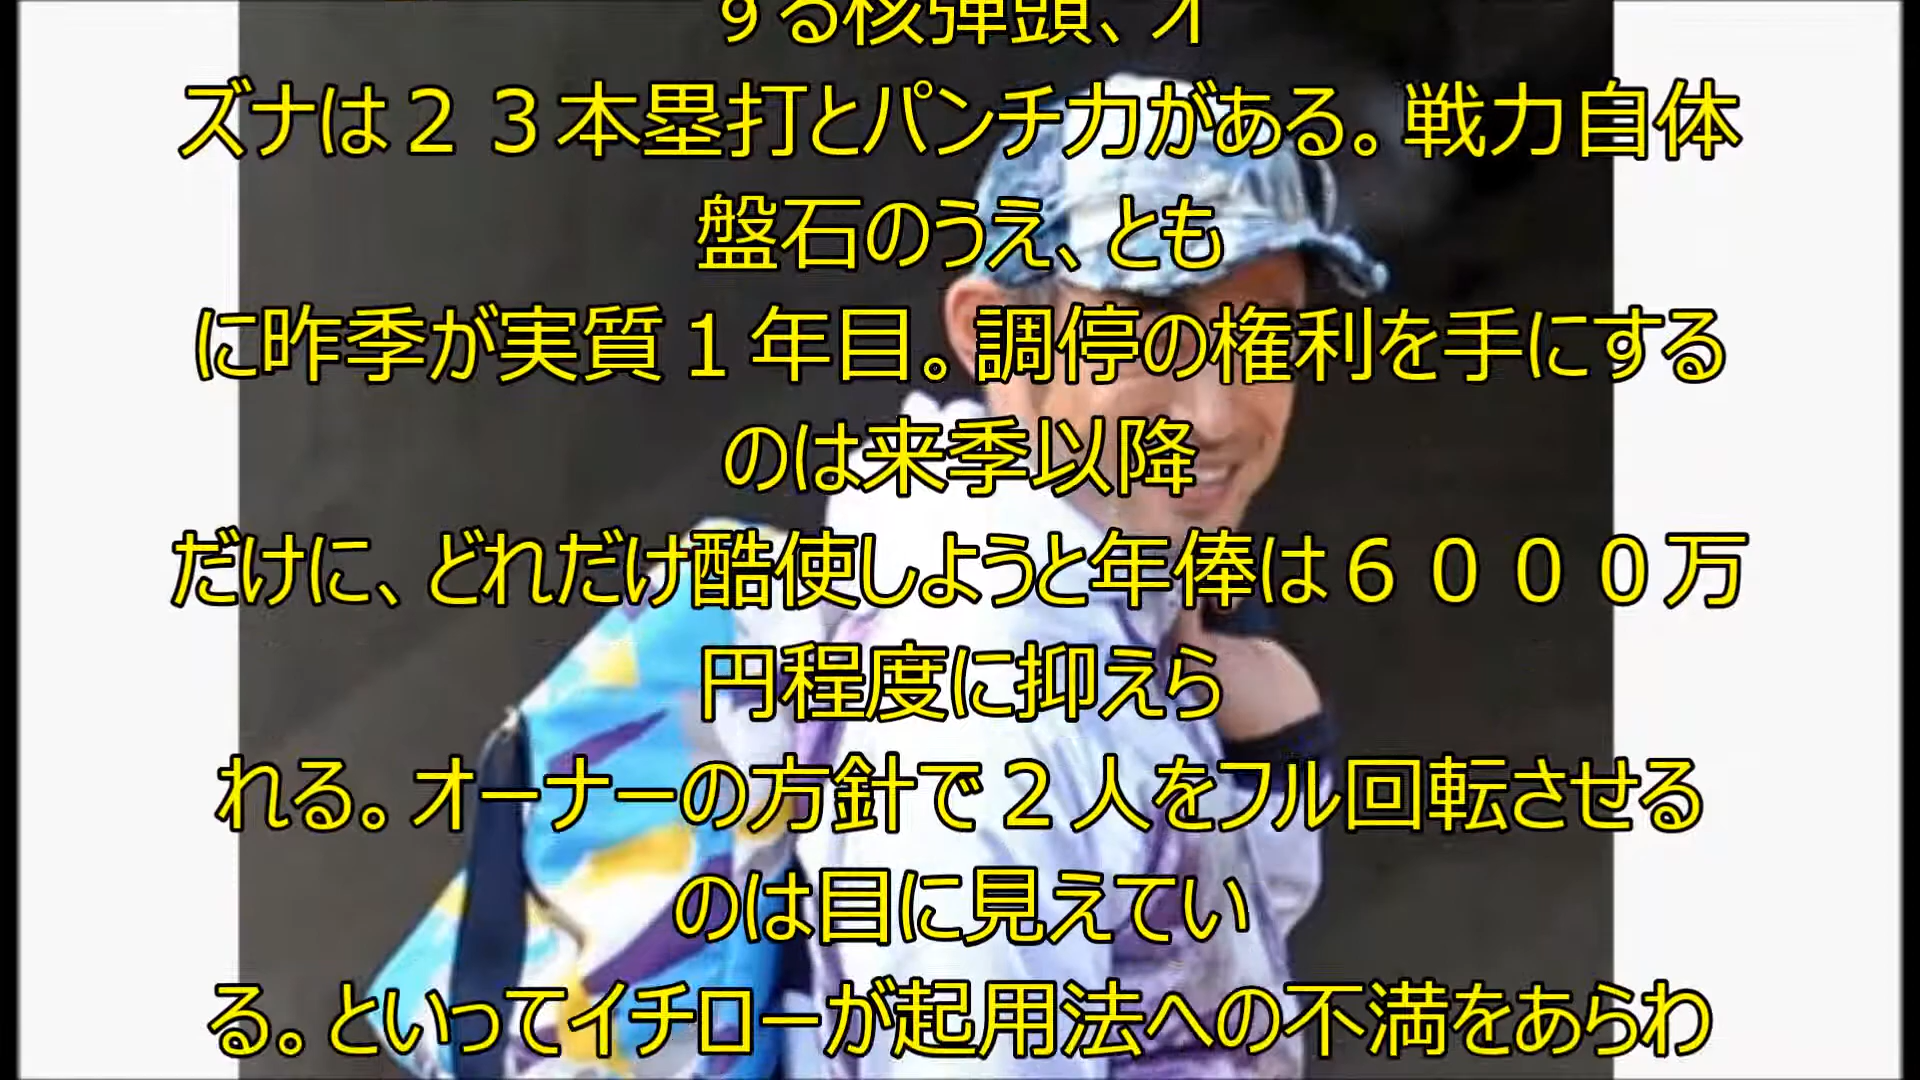 する核弾頭、オ
ズナは２３本塁打とパンチ力がある。戦力自体
盤石のうえ、とも
に昨季が実質１年目。調停の権利を手にする
のは来季以降
だけに、どれだけ酷使しようと年俸は６０００万
円程度に抑えら
れる。オーナーの方針で２人をフル回転させる
のは目に見えてい
る。といってイチローが起用法への不満をあらわ